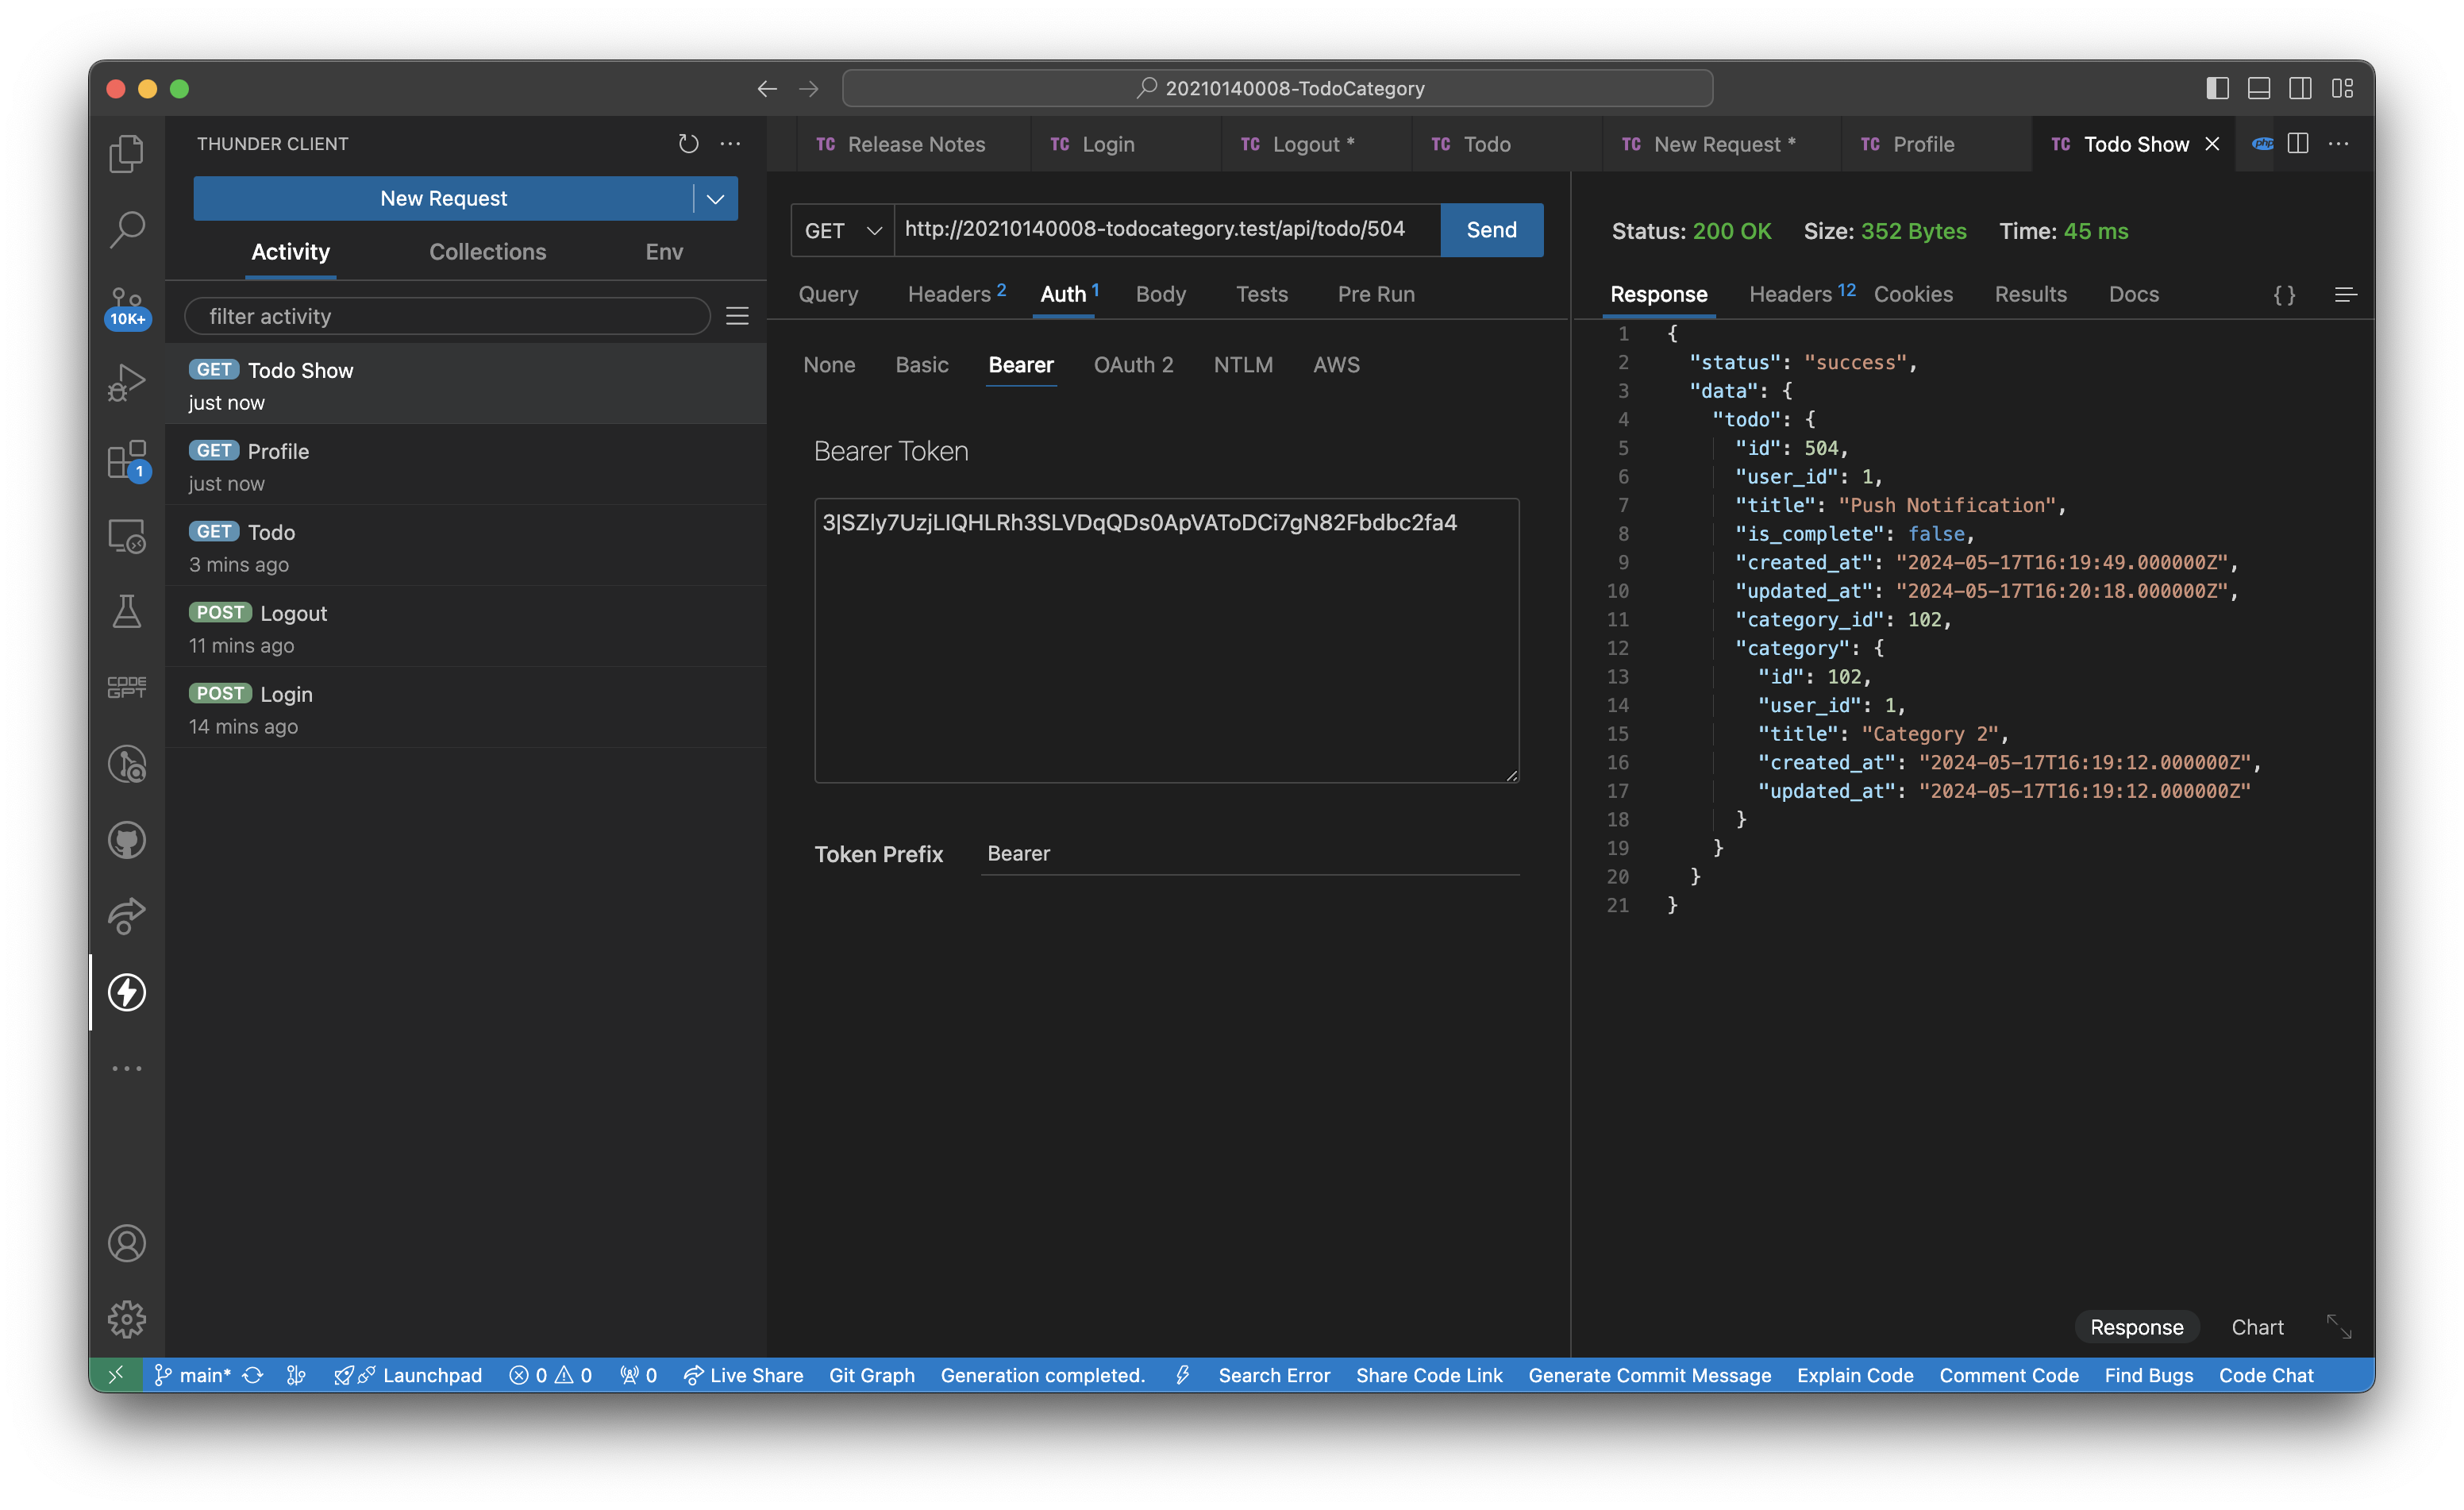 20210140008-TodoCategory
THUNDER CLIENT
New Request
Activity Collections Env
filter activity
GET Todo Show
just now
GET Profile
just now
GET Todo
3 mins ago
POST Logout
11 mins ago
POST Login
14 mins ago
10K+
1
CODE
GPT
TC Release Notes
TC Login
TC Logout *
TC Todo
TC New Request *
TC Profile
TC Todo Show
php
GET http://20210140008-todocategory.test/api/todo/504 Send
Query Headers 2 Auth 1 Body Tests Pre Run
None Basic Bearer OAuth 2 NTLM AWS
Bearer Token
3|SZly7UzjLIQHLRh3SLVDqQDs0ApVAToDCi7gN82Fbdbc2fa4
Token Prefix Bearer
Status: 200 OK Size: 352 Bytes Time: 45 ms
Response Headers 12 Cookies Results Docs { }
1 {
2 "status": "success",
3 "data": {
4 "todo": {
5 "id": 504,
6 "user_id": 1,
7 "title": "Push Notification",
8 "is_complete": false,
9 "created_at": "2024-05-17T16:19:49.000000Z",
10 "updated_at": "2024-05-17T16:20:18.000000Z",
11 "category_id": 102,
12 "category": {
13 "id": 102,
14 "user_id": 1,
15 "title": "Category 2",
16 "created_at": "2024-05-17T16:19:12.000000Z",
17 "updated_at": "2024-05-17T16:19:12.000000Z"
18 }
19 }
20 }
21 }
Response Chart
main* Launchpad 0 0 0 Live Share Git Graph Generation completed. Search Error Share Code Link Generate Commit Message Explain Code Comment Code Find Bugs Code Chat